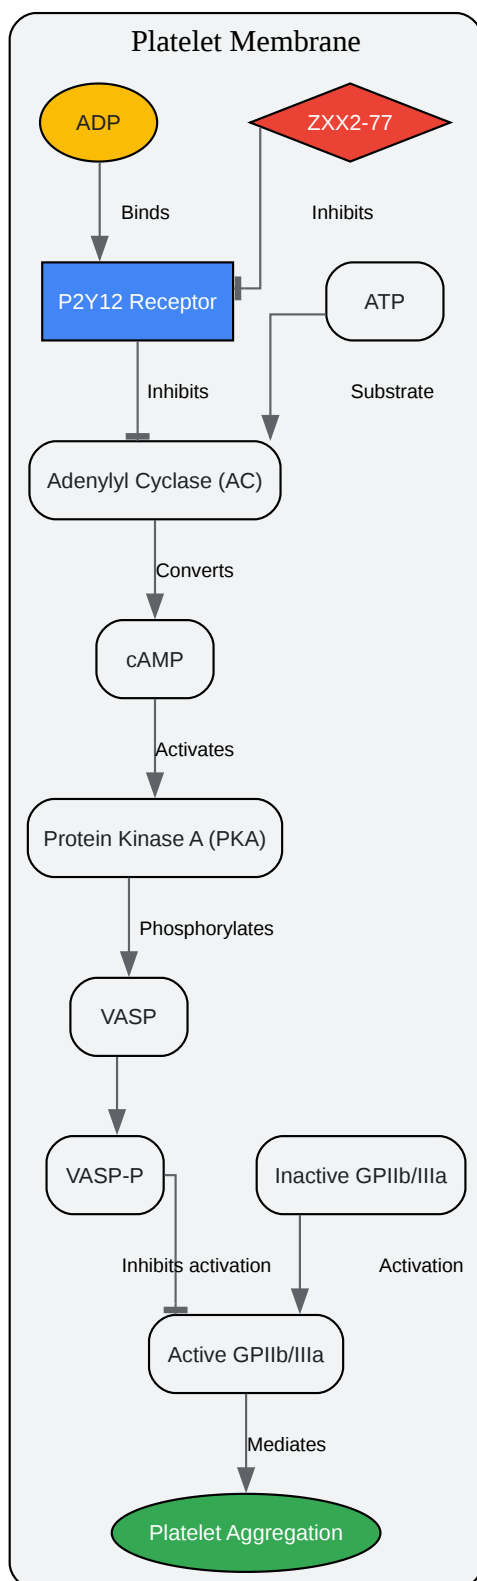 Platelet Membrane
ADP
ZXX2-77
Binds
Inhibits
P2Y12 Receptor
ATP
Inhibits
Substrate
Adenylyl Cyclase (AC)
Converts
cAMP
Activates
Protein Kinase A (PKA)
Phosphorylates
VASP
VASP-P
Inactive GPIIb/IIIa
Inhibits activation
Activation
Active GPIIb/IIIa
Mediates
Platelet Aggregation